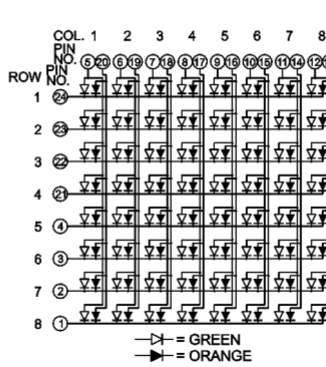 COL. 1 2 3 4 5 6 7 8
PIN NO. 5 20 6 19 7 18 8 17 9 16 10 15 11 14 12
ROW PIN NO.
1 24
2 23
3 22
4 21
5 4
6 3
7 2
8 1
= GREEN
= ORANGE